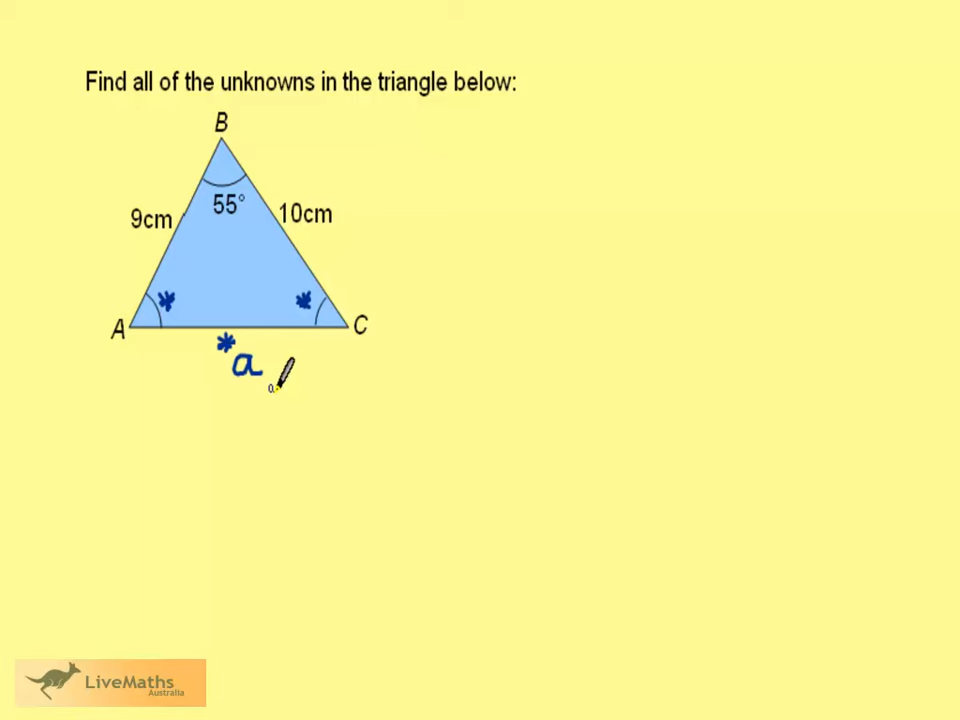 Find all of the unknowns in the triangle below:
B
55°
9cm
10cm
* *
A
C
*a
LiveMaths
Australia